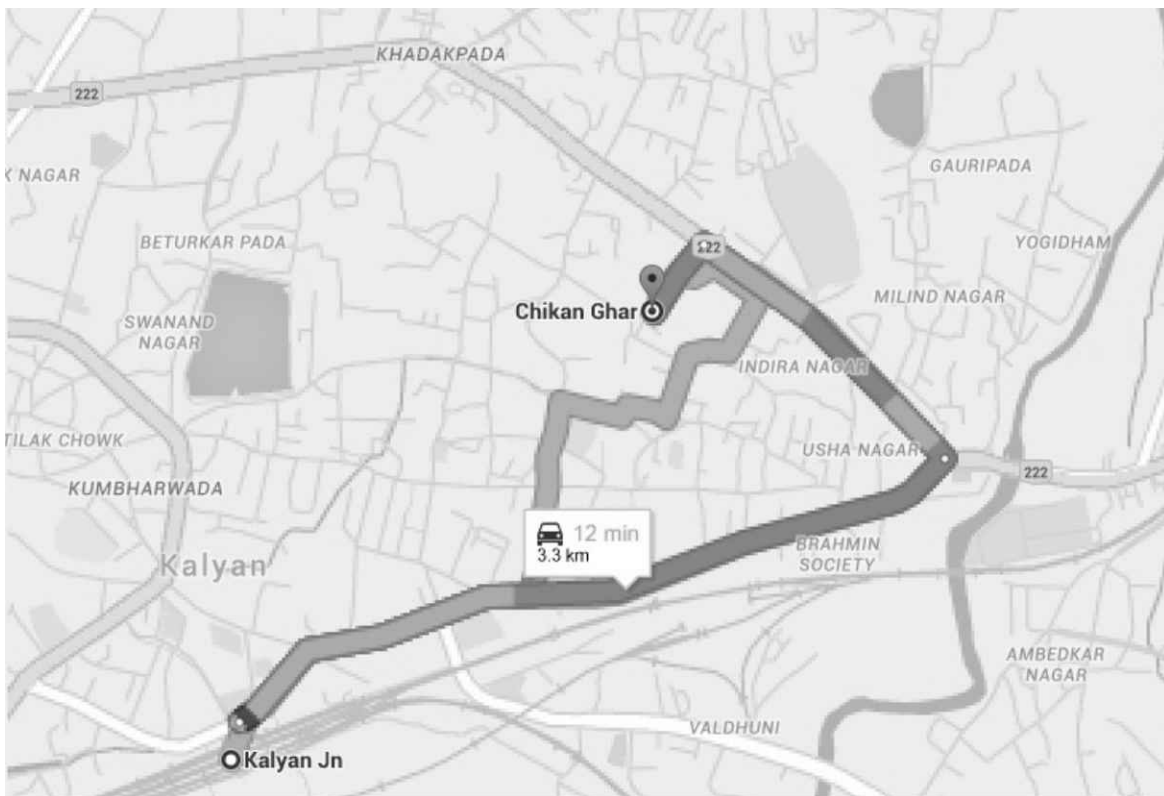 KHADAKPADA
222
GAURIPADA
K NAGAR
BETURKAR PADA
222
YOGIDHAM
Chikan Ghar
MILIND NAGAR
SWANAND
NAGAR
INDIRA NAGAR
TILAK CHOWK
USHA NAGAR
222
KUMBHARWADA
12 min
3.3 km
BRAHMIN
SOCIETY
Kalyan
AMBEDKAR
NAGAR
VALDHUNI
Kalyan Jn